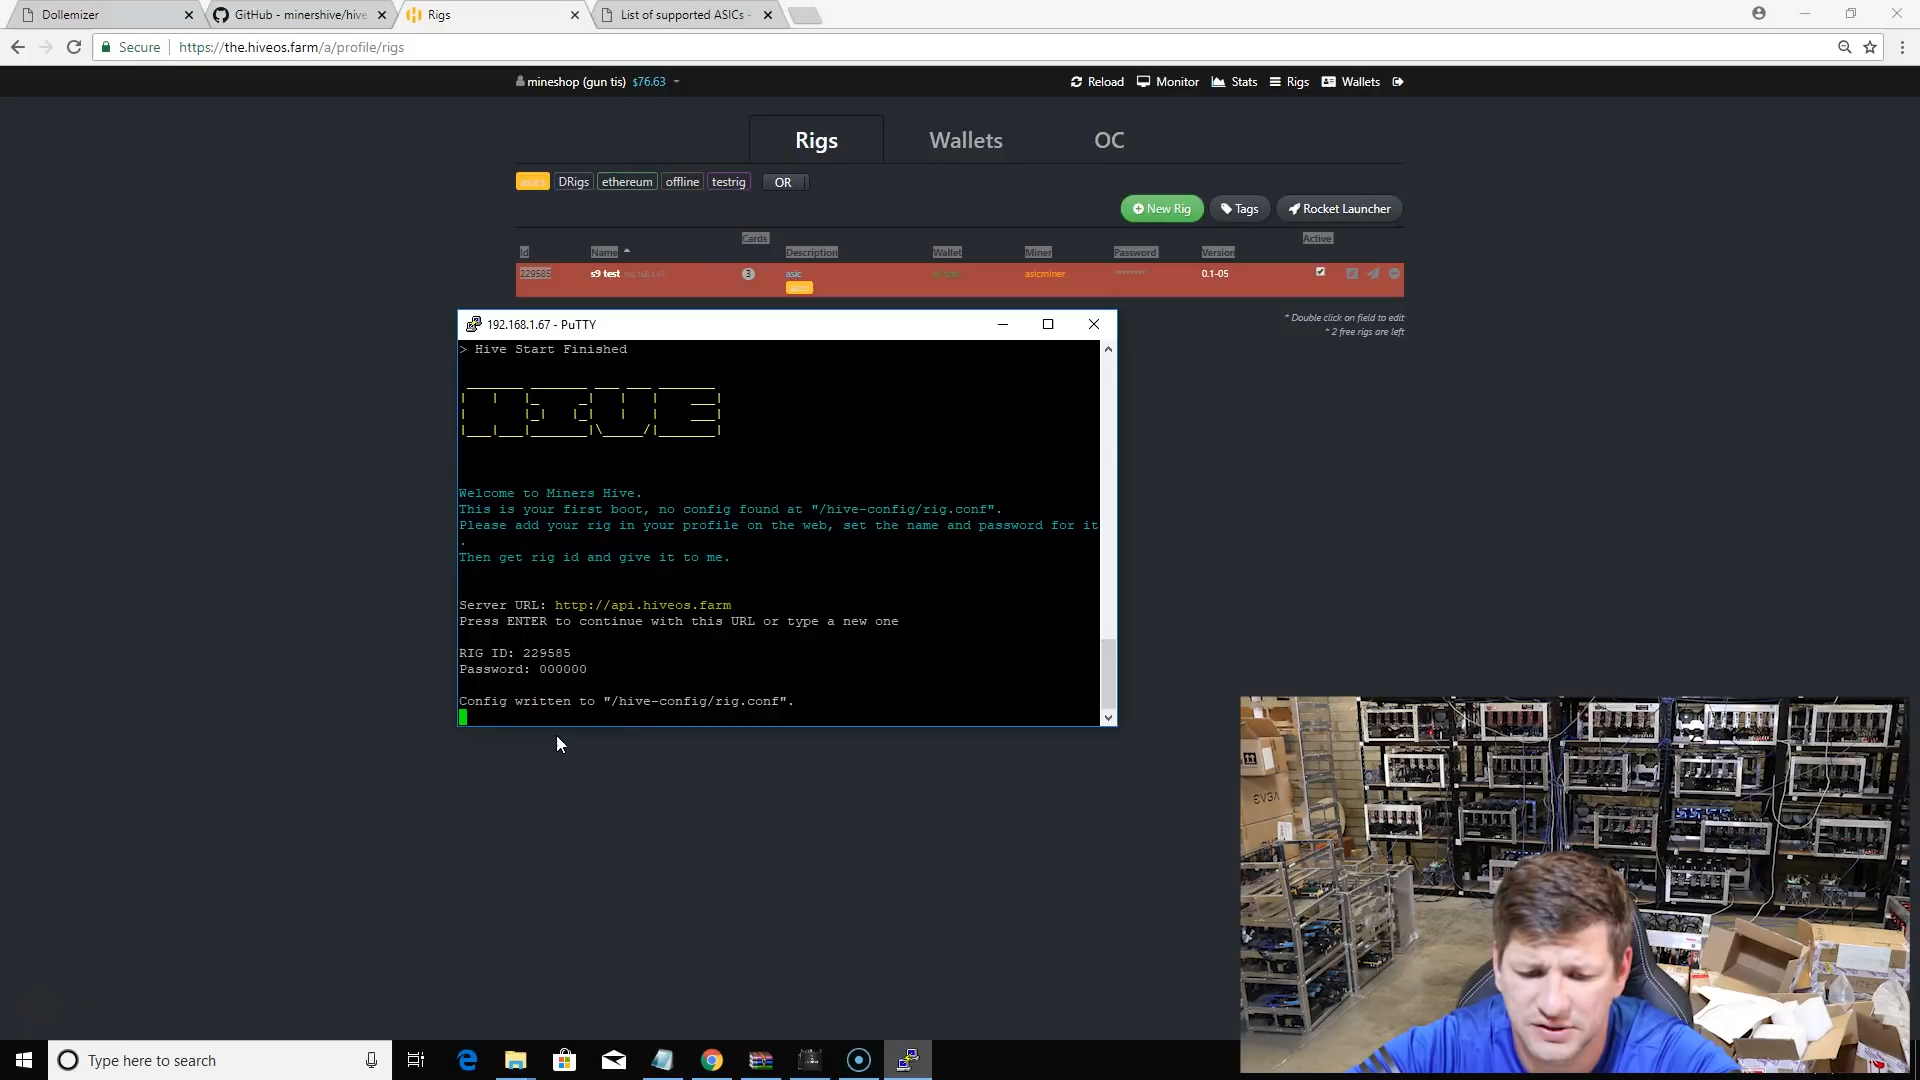 Dollemizer
GitHub - minershive/hive
Rigs
List of supported ASICs -
Secure
https://the.hiveos.farm/a/profile/rigs
mineshop (gun tis) $76.63
Reload
Monitor
Stats
Rigs
Wallets
Rigs
Wallets
OC
DRigs
ethereum
offline
testrig
OR
New Rig
Tags
Rocket Launcher
Id
Name
Cards
Description
Wallet
Miner
Password
Version
Active
229585
s9 test 192.168.1.67
3
asic
asicminer
********
0.1-05
* Double click on field to edit
* 2 free rigs are left
192.168.1.67 - PuTTY
> Hive Start Finished
HIVE
Welcome to Miners Hive.
This is your first boot, no config found at "/hive-config/rig.conf".
Please add your rig in your profile on the web, set the name and password for it
.
Then get rig id and give it to me.
Server URL: http://api.hiveos.farm
Press ENTER to continue with this URL or type a new one
RIG ID: 229585
Password: 000000
Config written to "/hive-config/rig.conf".
EVGA
Type here to search